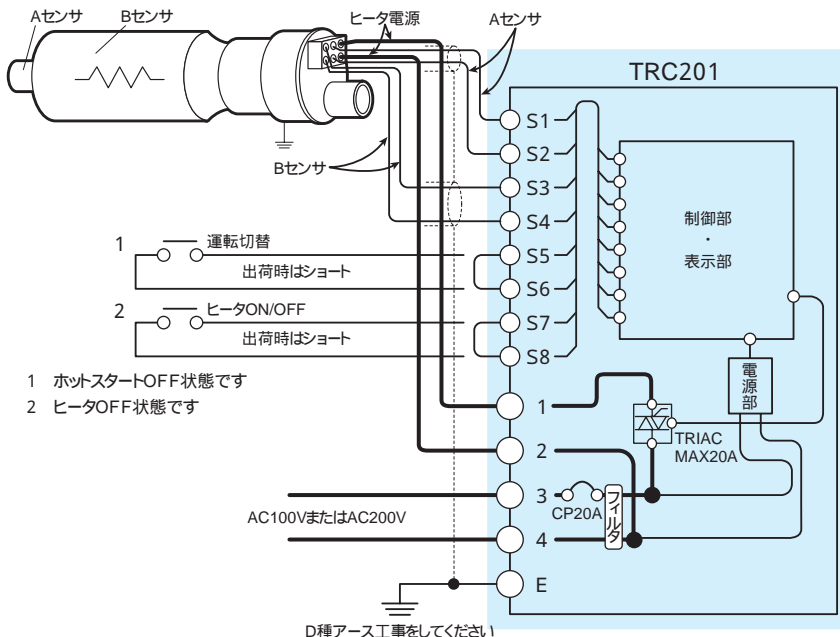 Aセンサ
Bセンサ
ヒータ電源
Aセンサ
TRC201
S1
S2
Bセンサ
S3
S4
制御部
・
表示部
1 運転切替
S5
出荷時はショート
S6
2 ヒータON/OFF
S7
出荷時はショート
S8
1 ホットスタートOFF状態です
2 ヒータOFF状態です
電源部
1
TRIAC
MAX20A
2
3
CP20A
フィルタ
AC100VまたはAC200V
4
E
D種アース工事をしてください